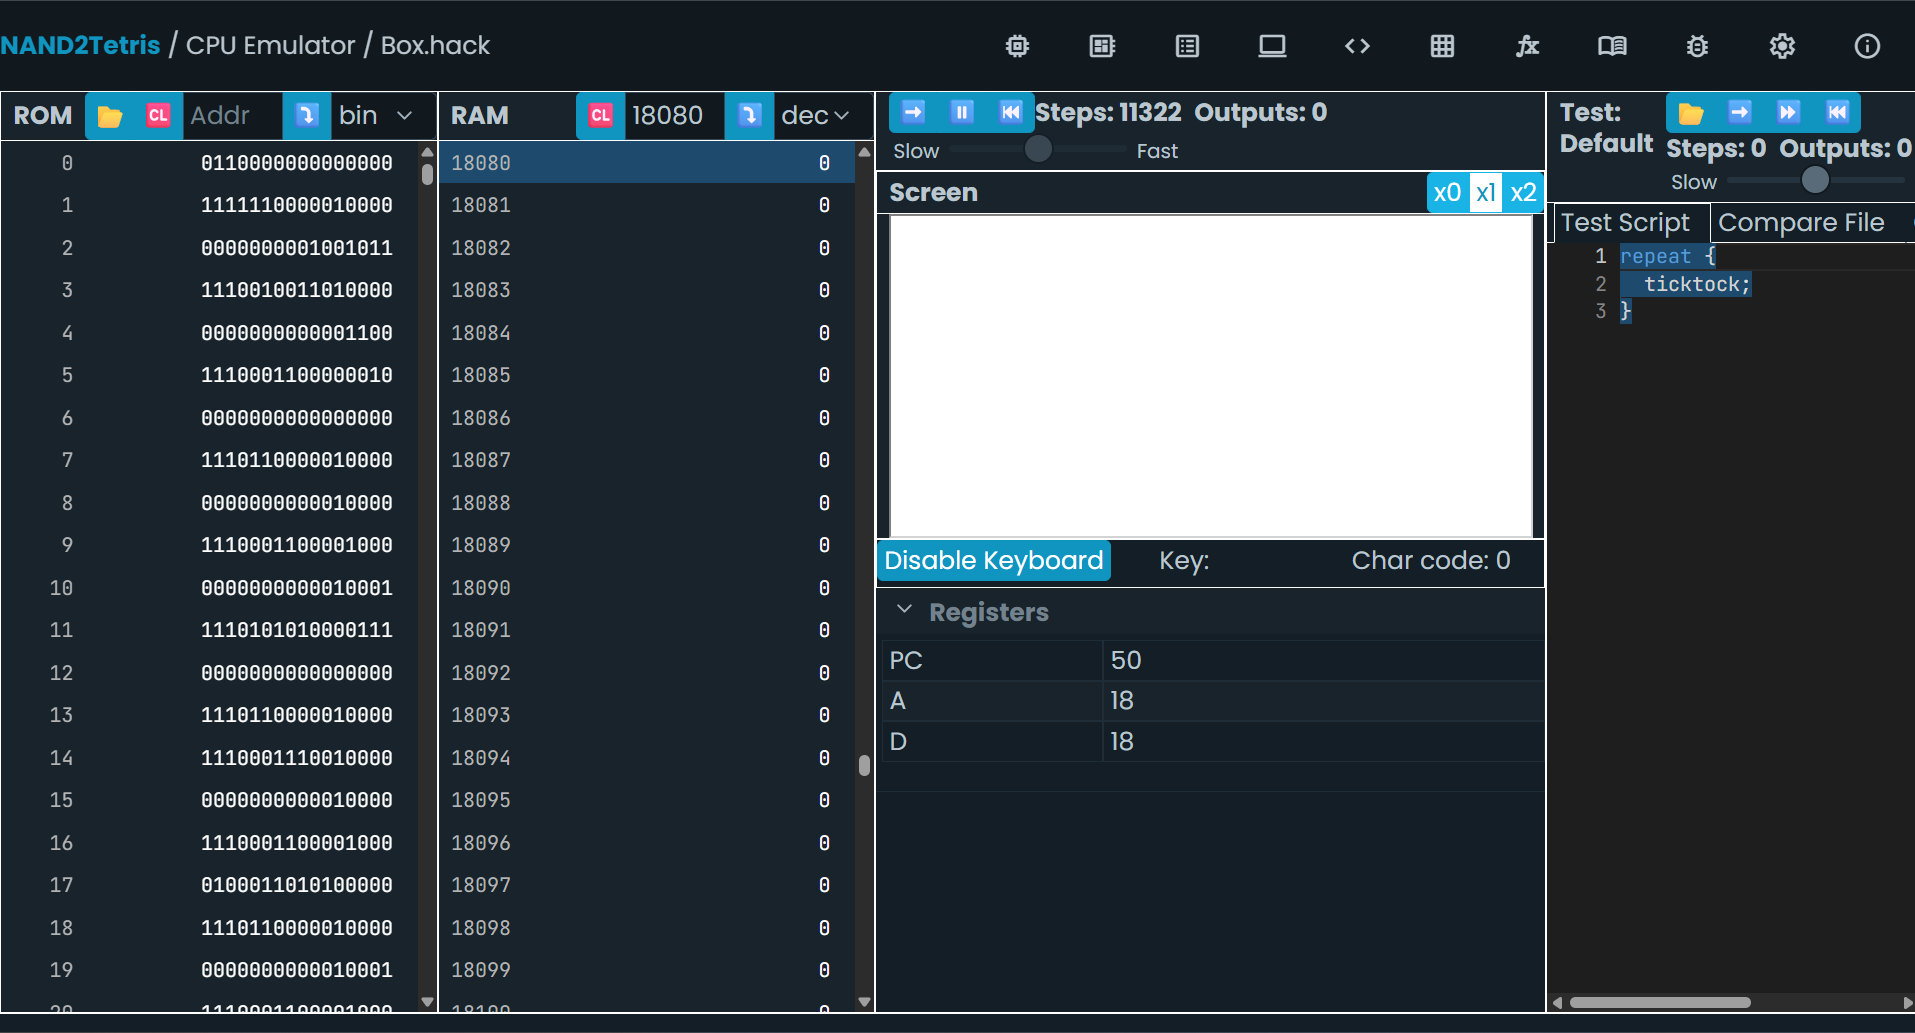 NAND2Tetris / CPU Emulator / Box.hack
ROM CL Addr bin
0 0110000000000000
1 1111110000010000
2 0000000001001011
3 1110010011010000
4 0000000000001100
5 1110001100000010
6 0000000000000000
7 1110110000010000
8 0000000000010000
9 1110001100001000
10 0000000000010001
11 1110101010000111
12 0000000000000000
13 1110110000010000
14 1110001110010000
15 0000000000010000
16 1110001100001000
17 0100011010100000
18 1110110000010000
19 0000000000010001
20 1110001100001000
RAM CL 18080 dec
18080 0
18081 0
18082 0
18083 0
18084 0
18085 0
18086 0
18087 0
18088 0
18089 0
18090 0
18091 0
18092 0
18093 0
18094 0
18095 0
18096 0
18097 0
18098 0
18099 0
18100 0
Steps: 11322 Outputs: 0
Slow Fast
Screen x0 x1 x2
Disable Keyboard Key: Char code: 0
Registers
PC 50
A 18
D 18
Test:
Default
Steps: 0 Outputs: 0
Slow
Test Script Compare File
1 repeat {
2 ticktock;
3 }